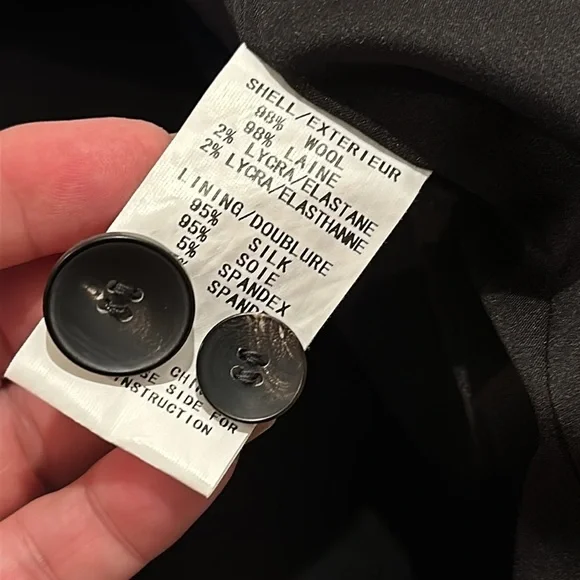 SHELL/EXTERIEUR
98% WOOL
98% LAINE
2% LYCRA/ELASTANE
2% LYCRA/ELASTHANNE
LINING/DOUBLURE
95% SILK
95% SOIE
5% SPANDEX
SIDE FOR
INSTRUCTION